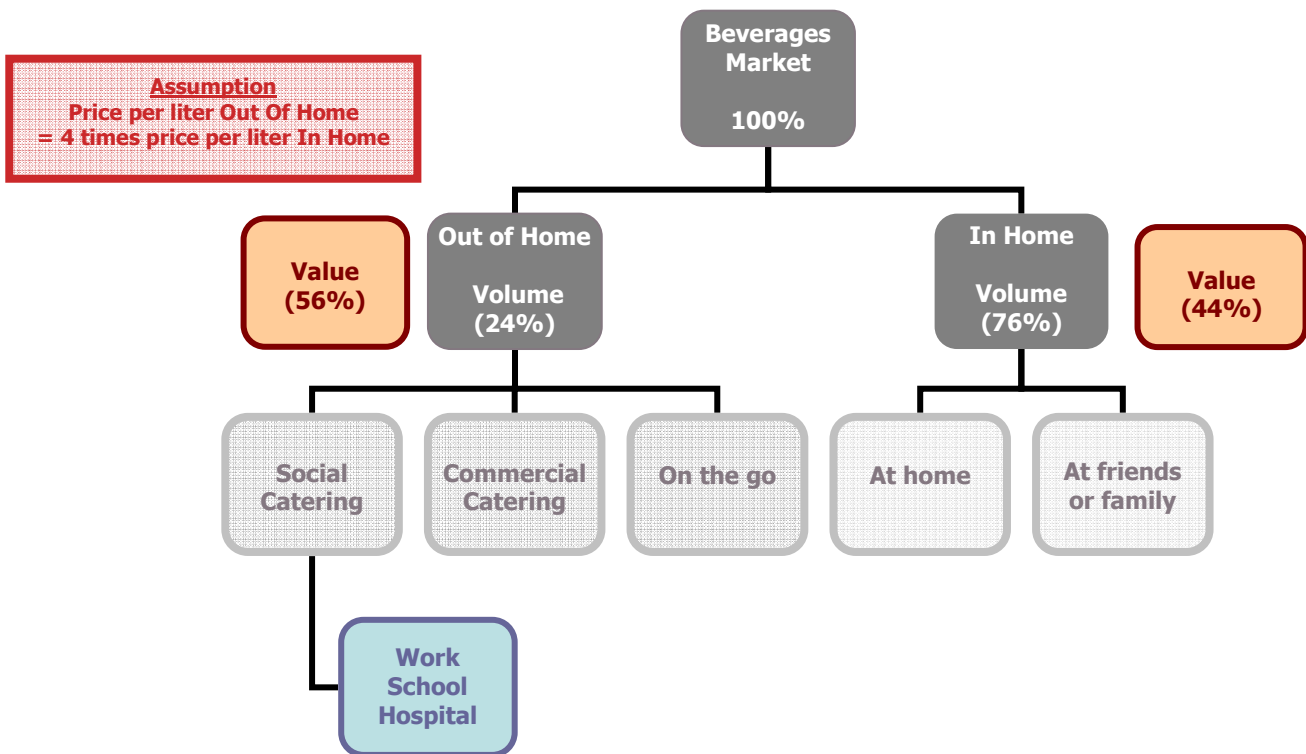 Beverages
Market
100%
Assumption
Price per liter Out Of Home
= 4 times price per liter In Home
Value
(56%)
Out of Home
Volume
(24%)
In Home
Volume
(76%)
Value
(44%)
Social
Catering
Commercial
Catering
On the go
At home
At friends
or family
Work
School
Hospital